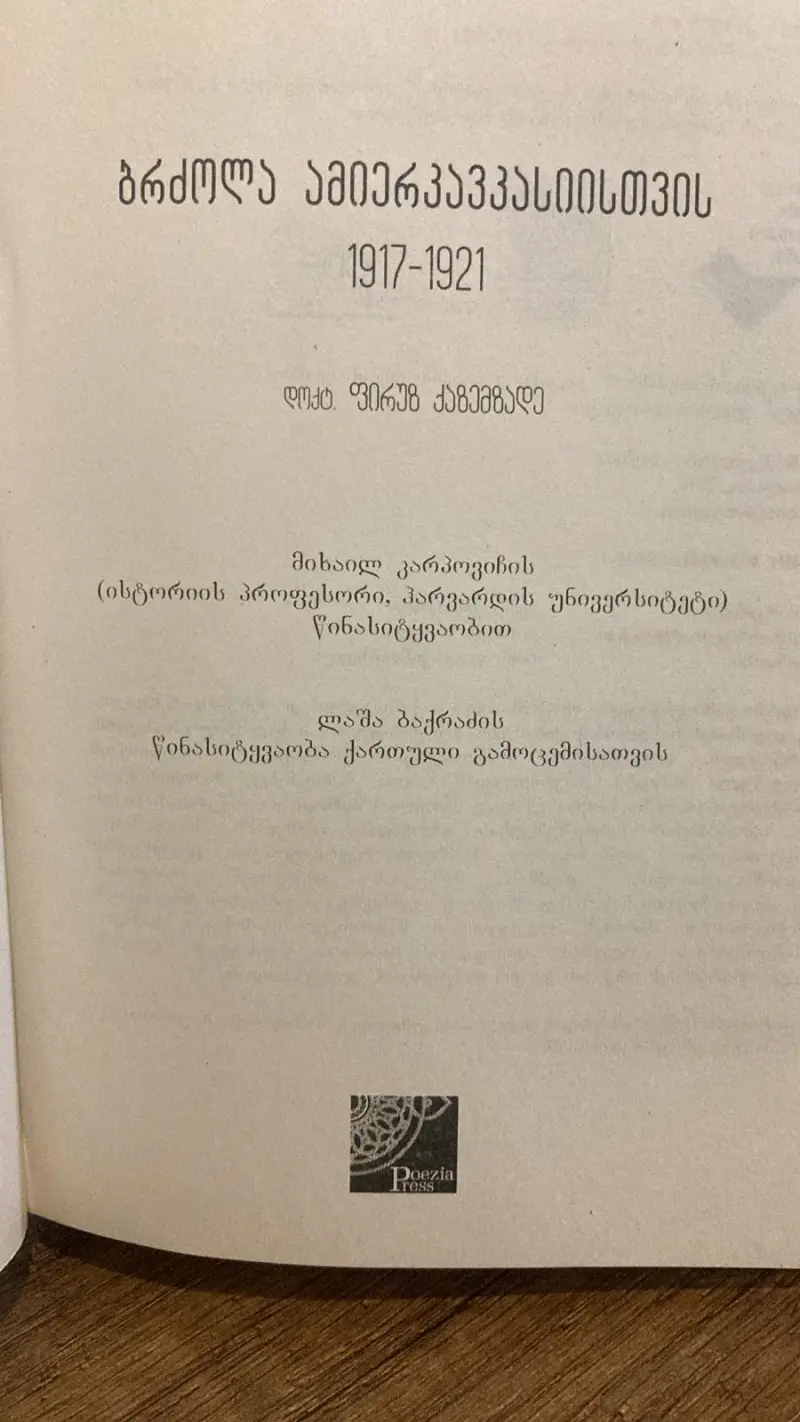 ბრძოლა ამიერკავკასიისთვის
1917-1921
დოქტ. ფირუზ ქაზემზადე
მიხაილ კარპოვიჩის
(ისტორიის პროფესორი, ჰარვარდის უნივერსიტეტი)
წინასიტყვაობით
ლაშა ბაქრაძის
წინასიტყვაობა ქართული გამოცემისათვის
Poezia
Press